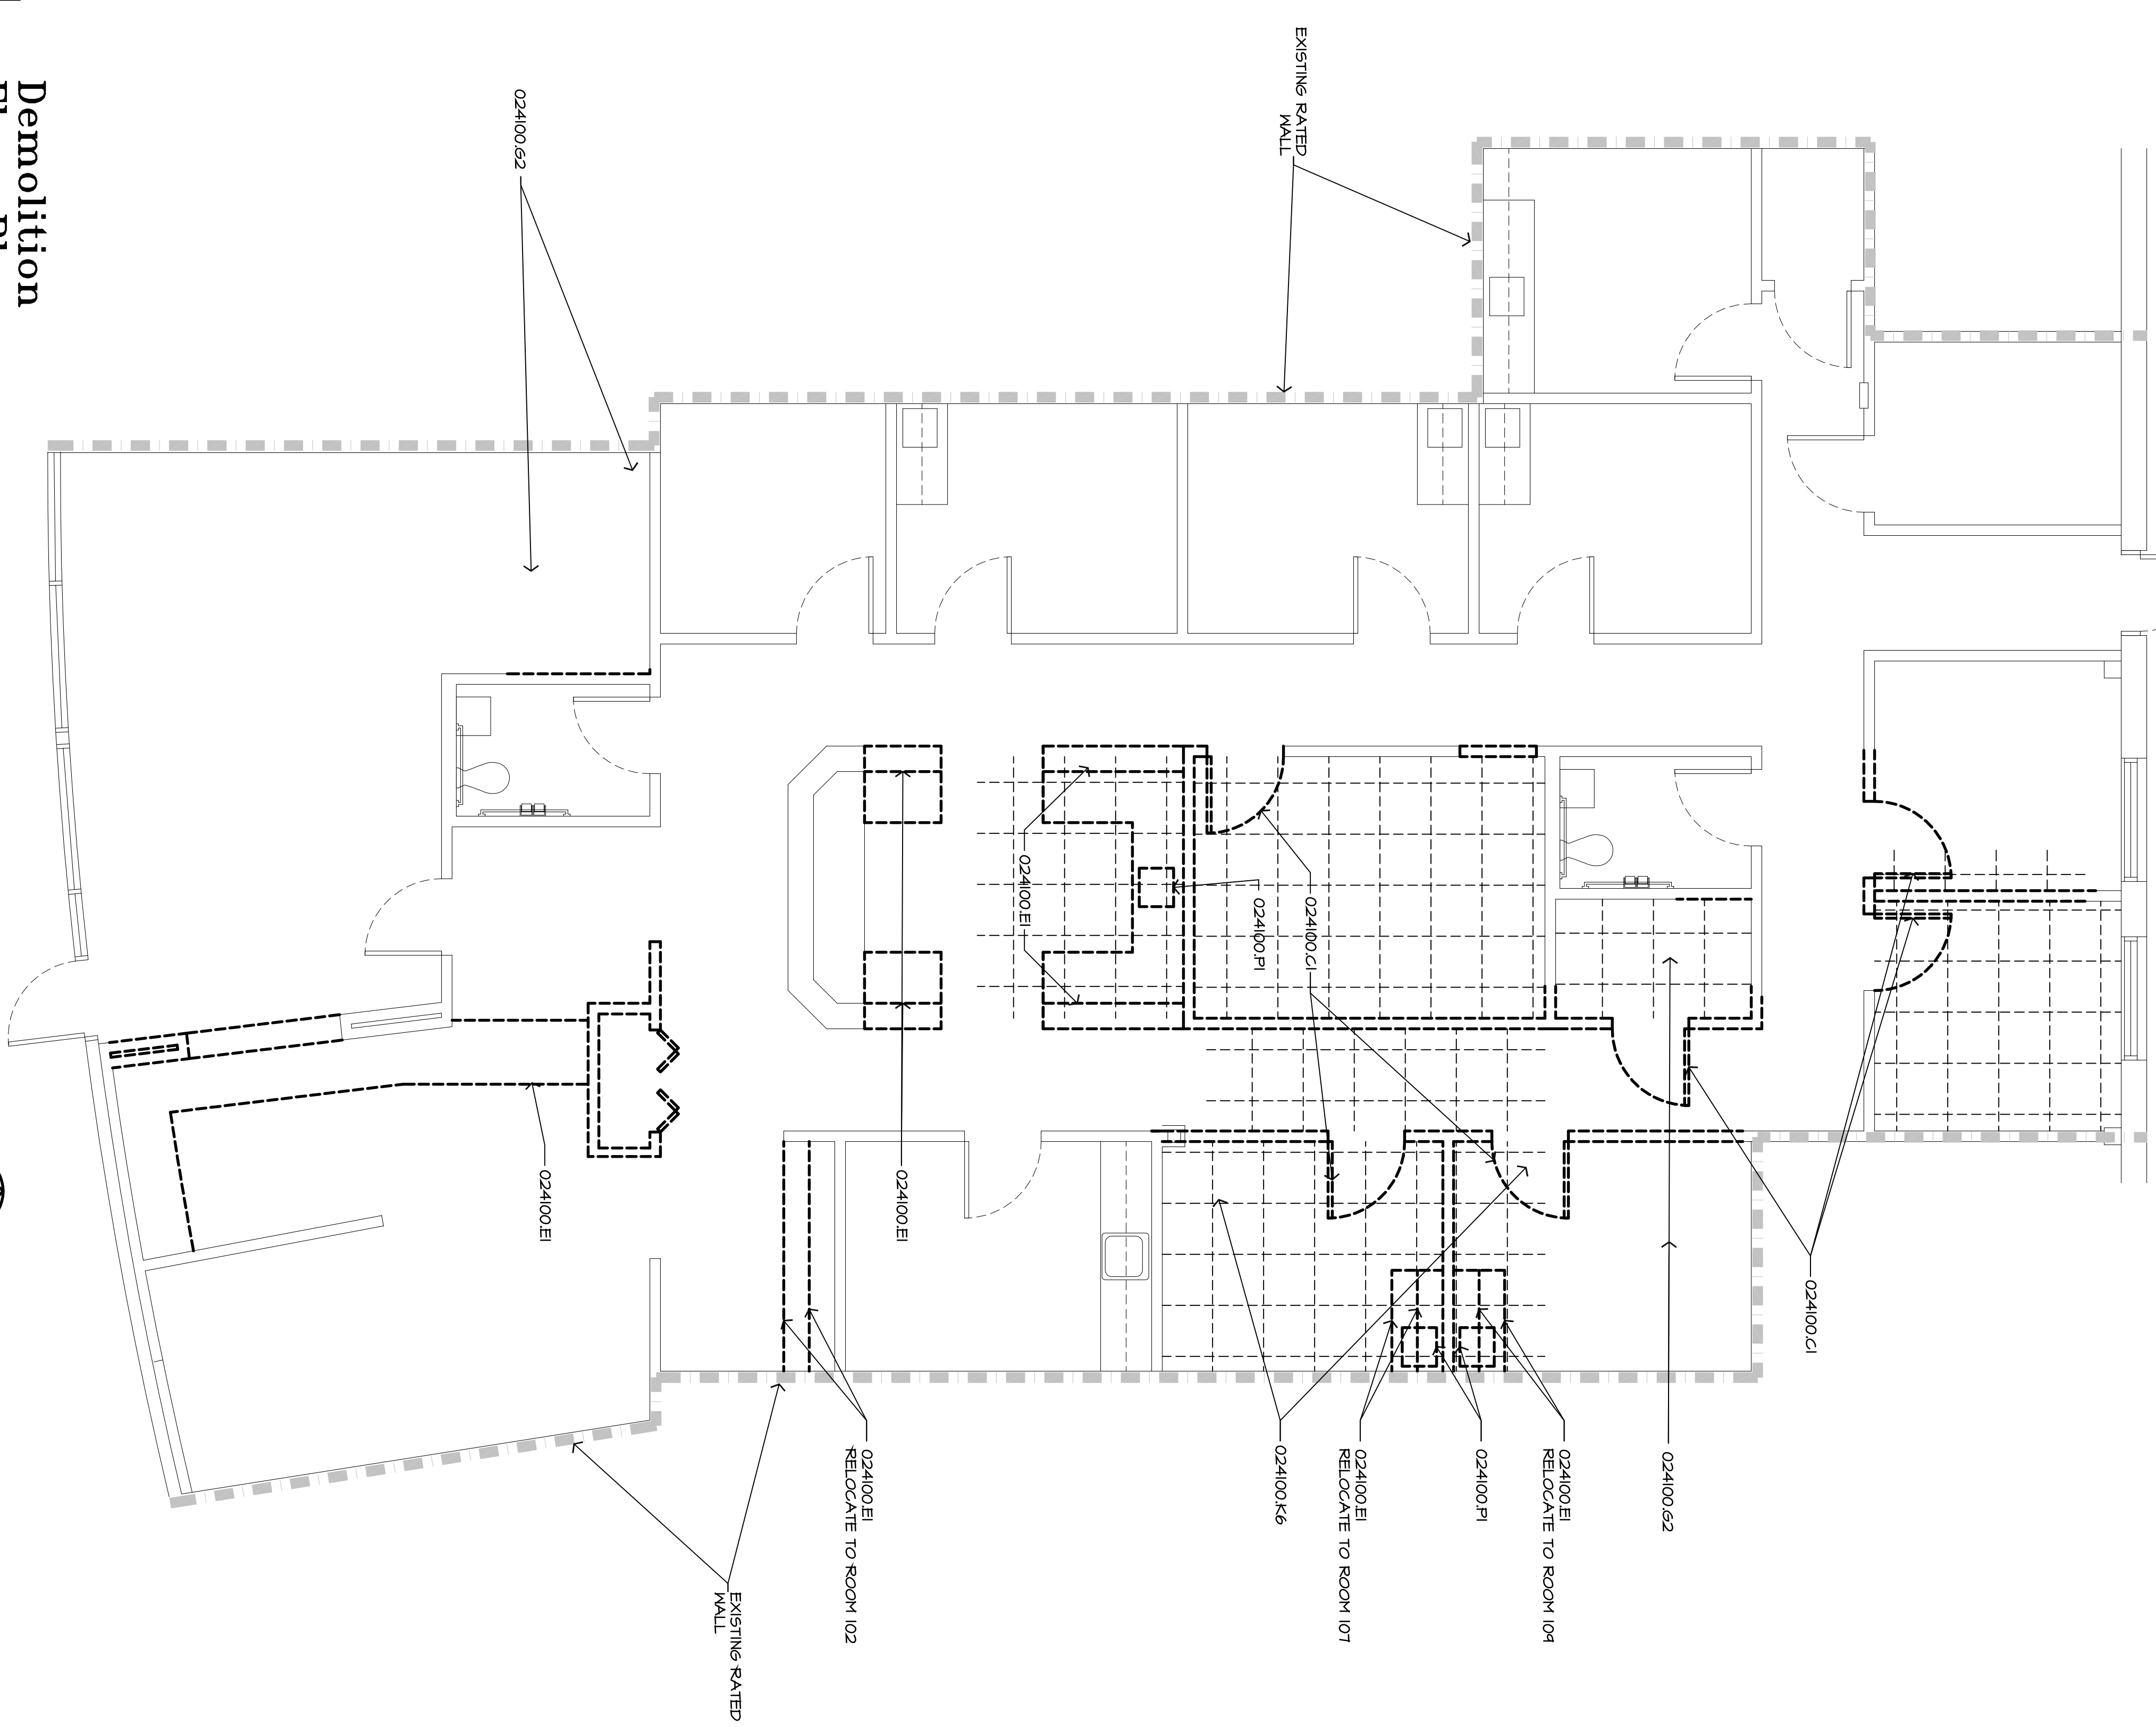 Demolition
024100.G2
EXISTING RATED
WALL
024100.E1
024100.P1
024100.C1
024100.E1
024100.E1
024100.C1
024100.E1
RELOCATE TO ROOM 102
024100.K6
024100.E1
RELOCATE TO ROOM 107
024100.P1
024100.E1
RELOCATE TO ROOM 109
024100.G2
EXISTING RATED
WALL